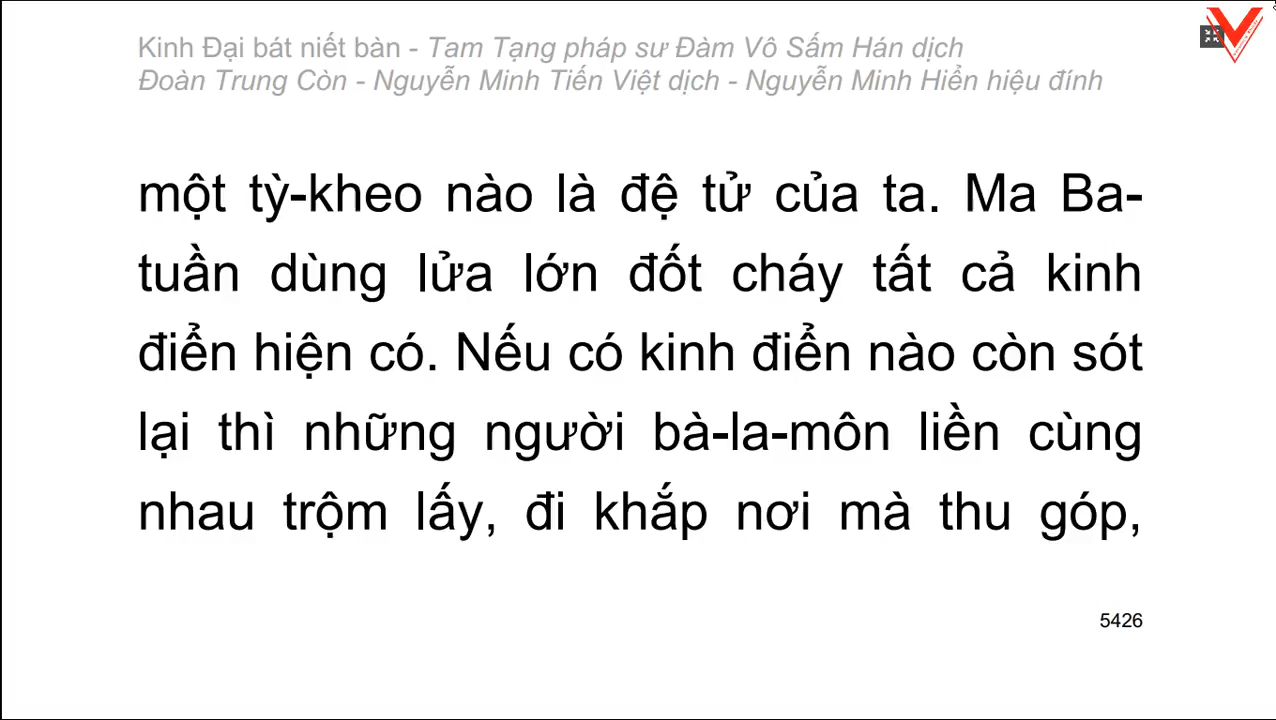 Kinh Đại bát niết bàn - Tam Tạng pháp sư Đàm Vô Sấm Hán dịch
Đoàn Trung Còn - Nguyễn Minh Tiến Việt dịch - Nguyễn Minh Hiển hiệu đính
một tỳ-kheo nào là đệ tử của ta. Ma Ba-
tuần dùng lửa lớn đốt cháy tất cả kinh
điển hiện có. Nếu có kinh điển nào còn sót
lại thì những người bà-la-môn liền cùng
nhau trộm lấy, đi khắp nơi mà thu góp,
5426